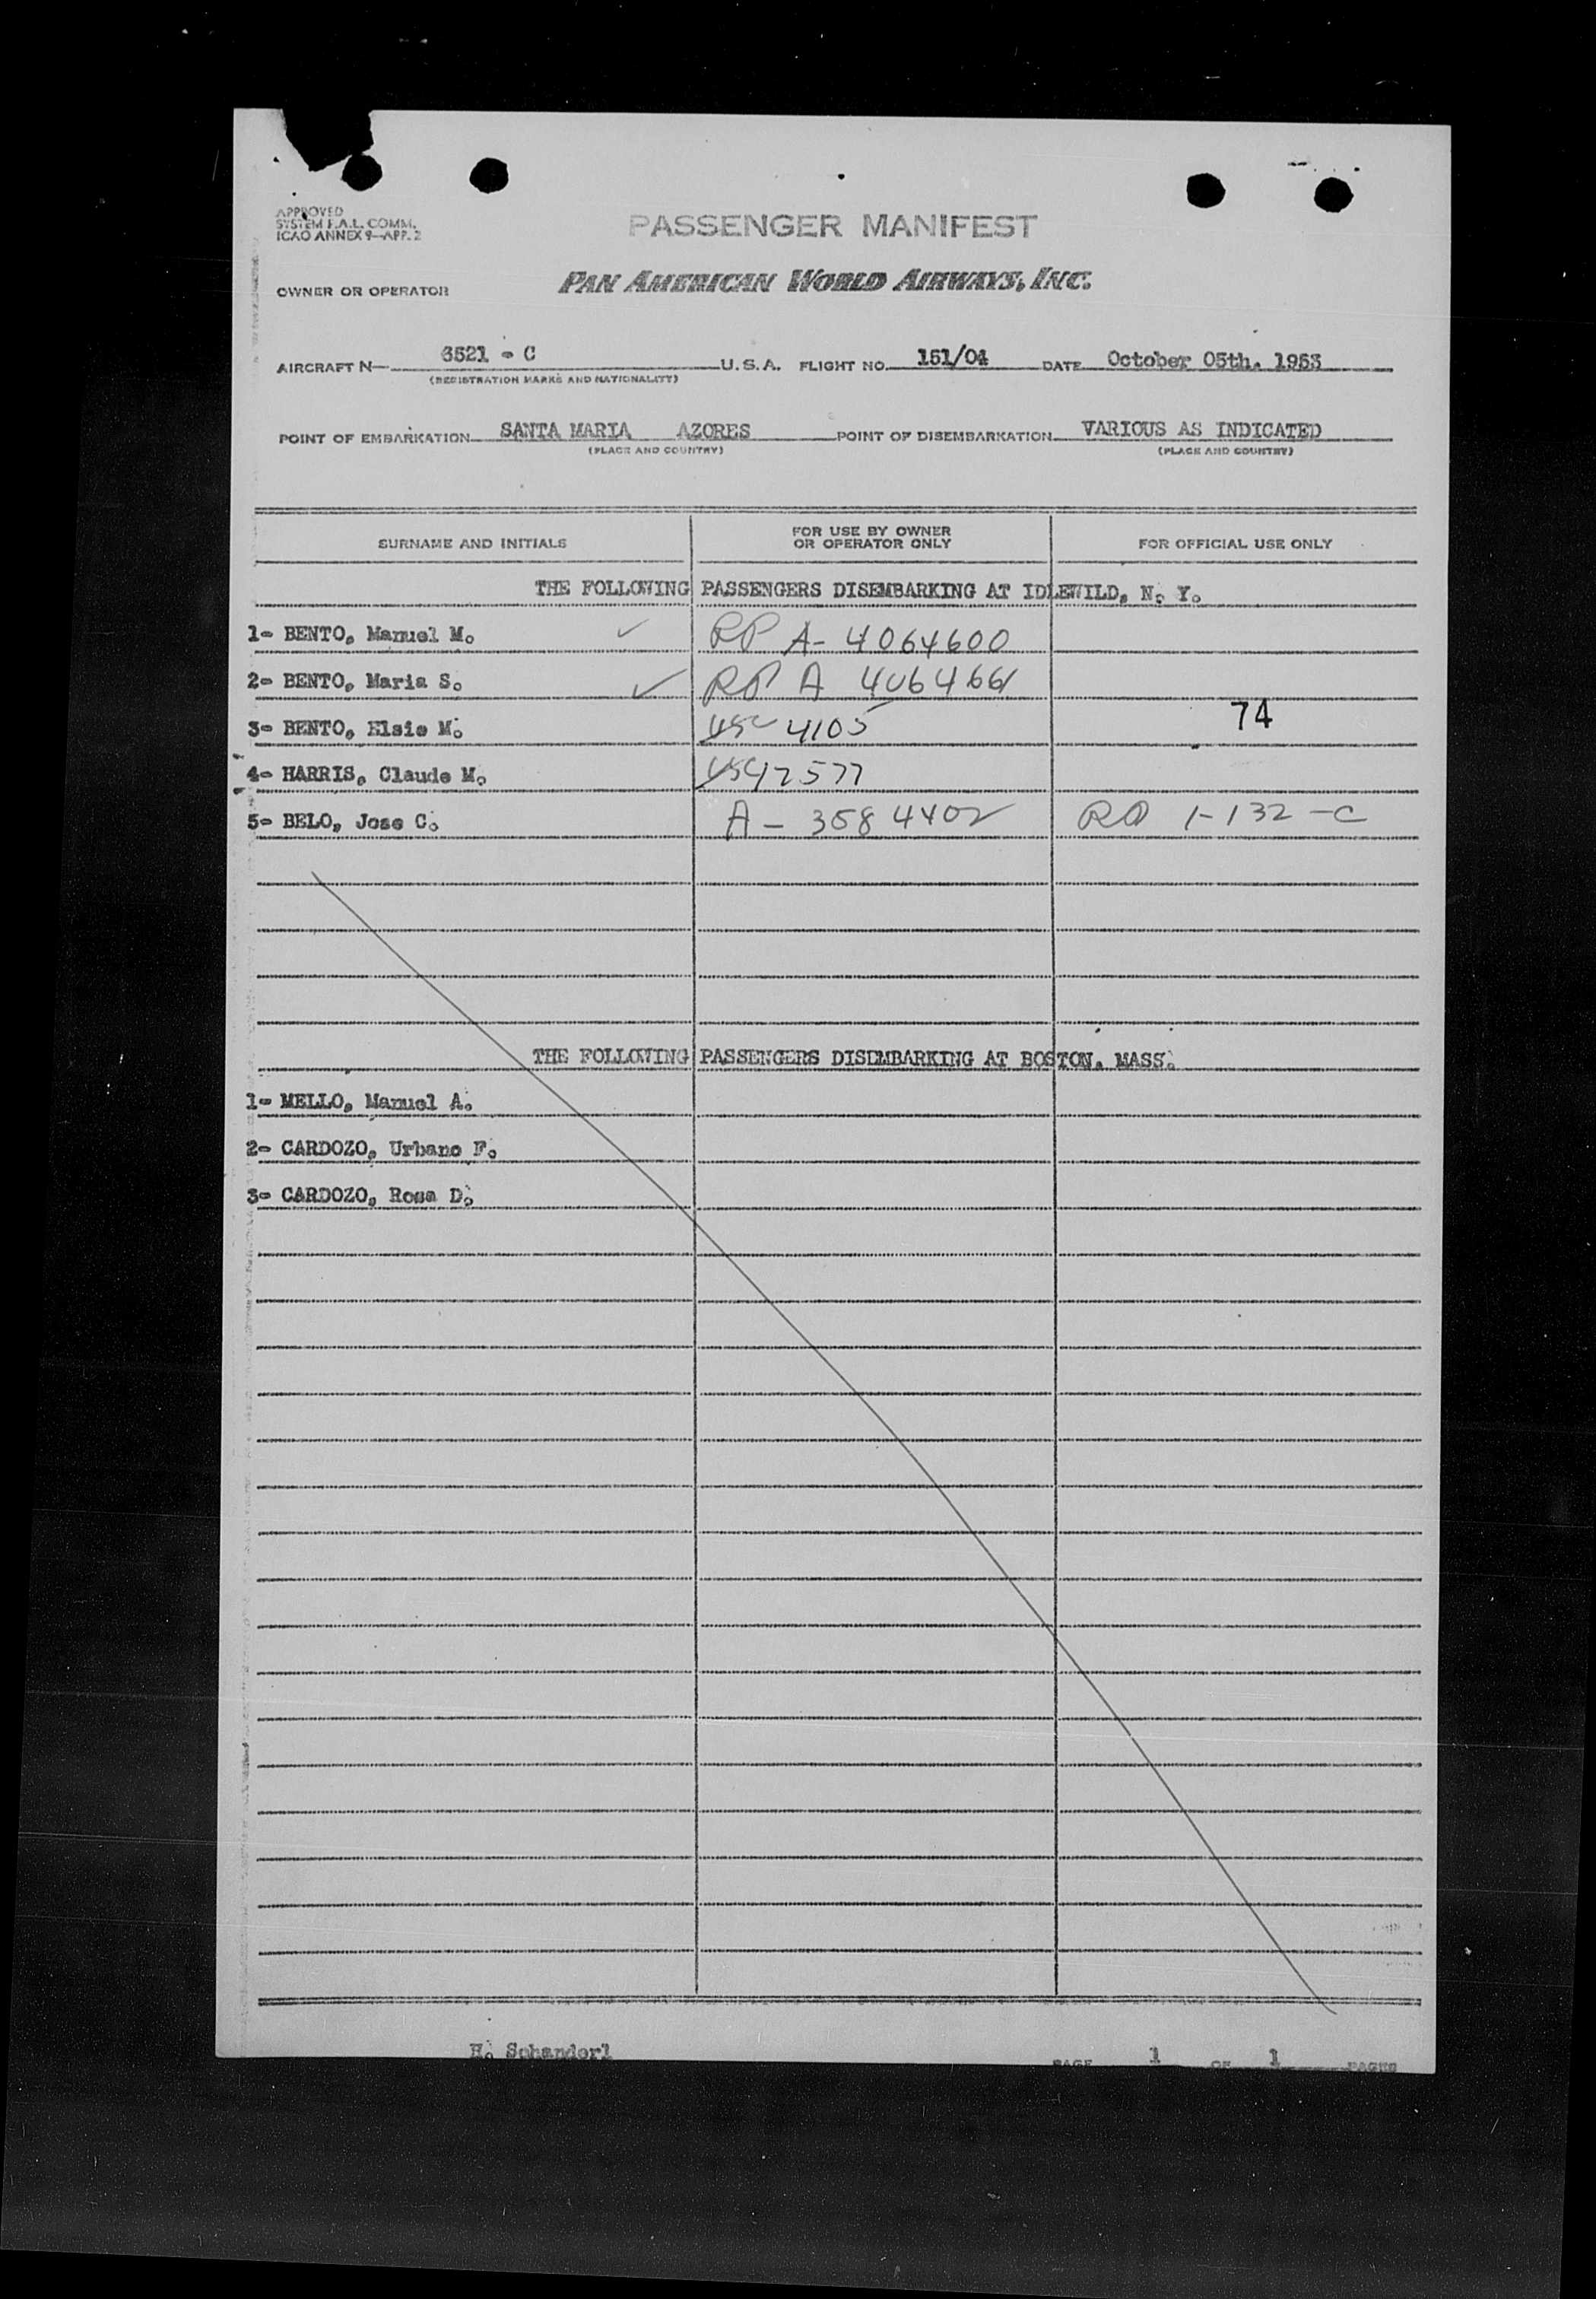 APPROVED
SYSTEM F.A.L. COMM.
ICAO ANNEX 9—APP. 2
PASSENGER MANIFEST
OWNER OR OPERATOR PAN AMERICAN WORLD AIRWAYS, INC.
AIRCRAFT N— 6521 - C U.S.A. FLIGHT NO. 151/04 DATE October 05th. 1953
(REGISTRATION MARKS AND NATIONALITY)
POINT OF EMBARKATION SANTA MARIA AZORES POINT OF DISEMBARKATION VARIOUS AS INDICATED
(PLACE AND COUNTRY) (PLACE AND COUNTRY)
SURNAME AND INITIALS FOR USE BY OWNER OR OPERATOR ONLY FOR OFFICIAL USE ONLY
THE FOLLOWING PASSENGERS DISEMBARKING AT IDLEWILD, N. Y.
1- BENTO, Manuel M. ✓ RP A- 4064600
2- BENTO, Maria S. ✓ RP A 4064661
3- BENTO, Elsie M. USC 4105 74
4- HARRIS, Claude M. 2577
5- BELO, Jose C. A - 3584402 RP 1-132-C
THE FOLLOWING PASSENGERS DISEMBARKING AT BOSTON, MASS.
1- MELLO, Manuel A.
2- CARDOZO, Urbano F.
3- CARDOZO, Rosa D.
H. Schanderl PAGE 1 OF 1 PAGES